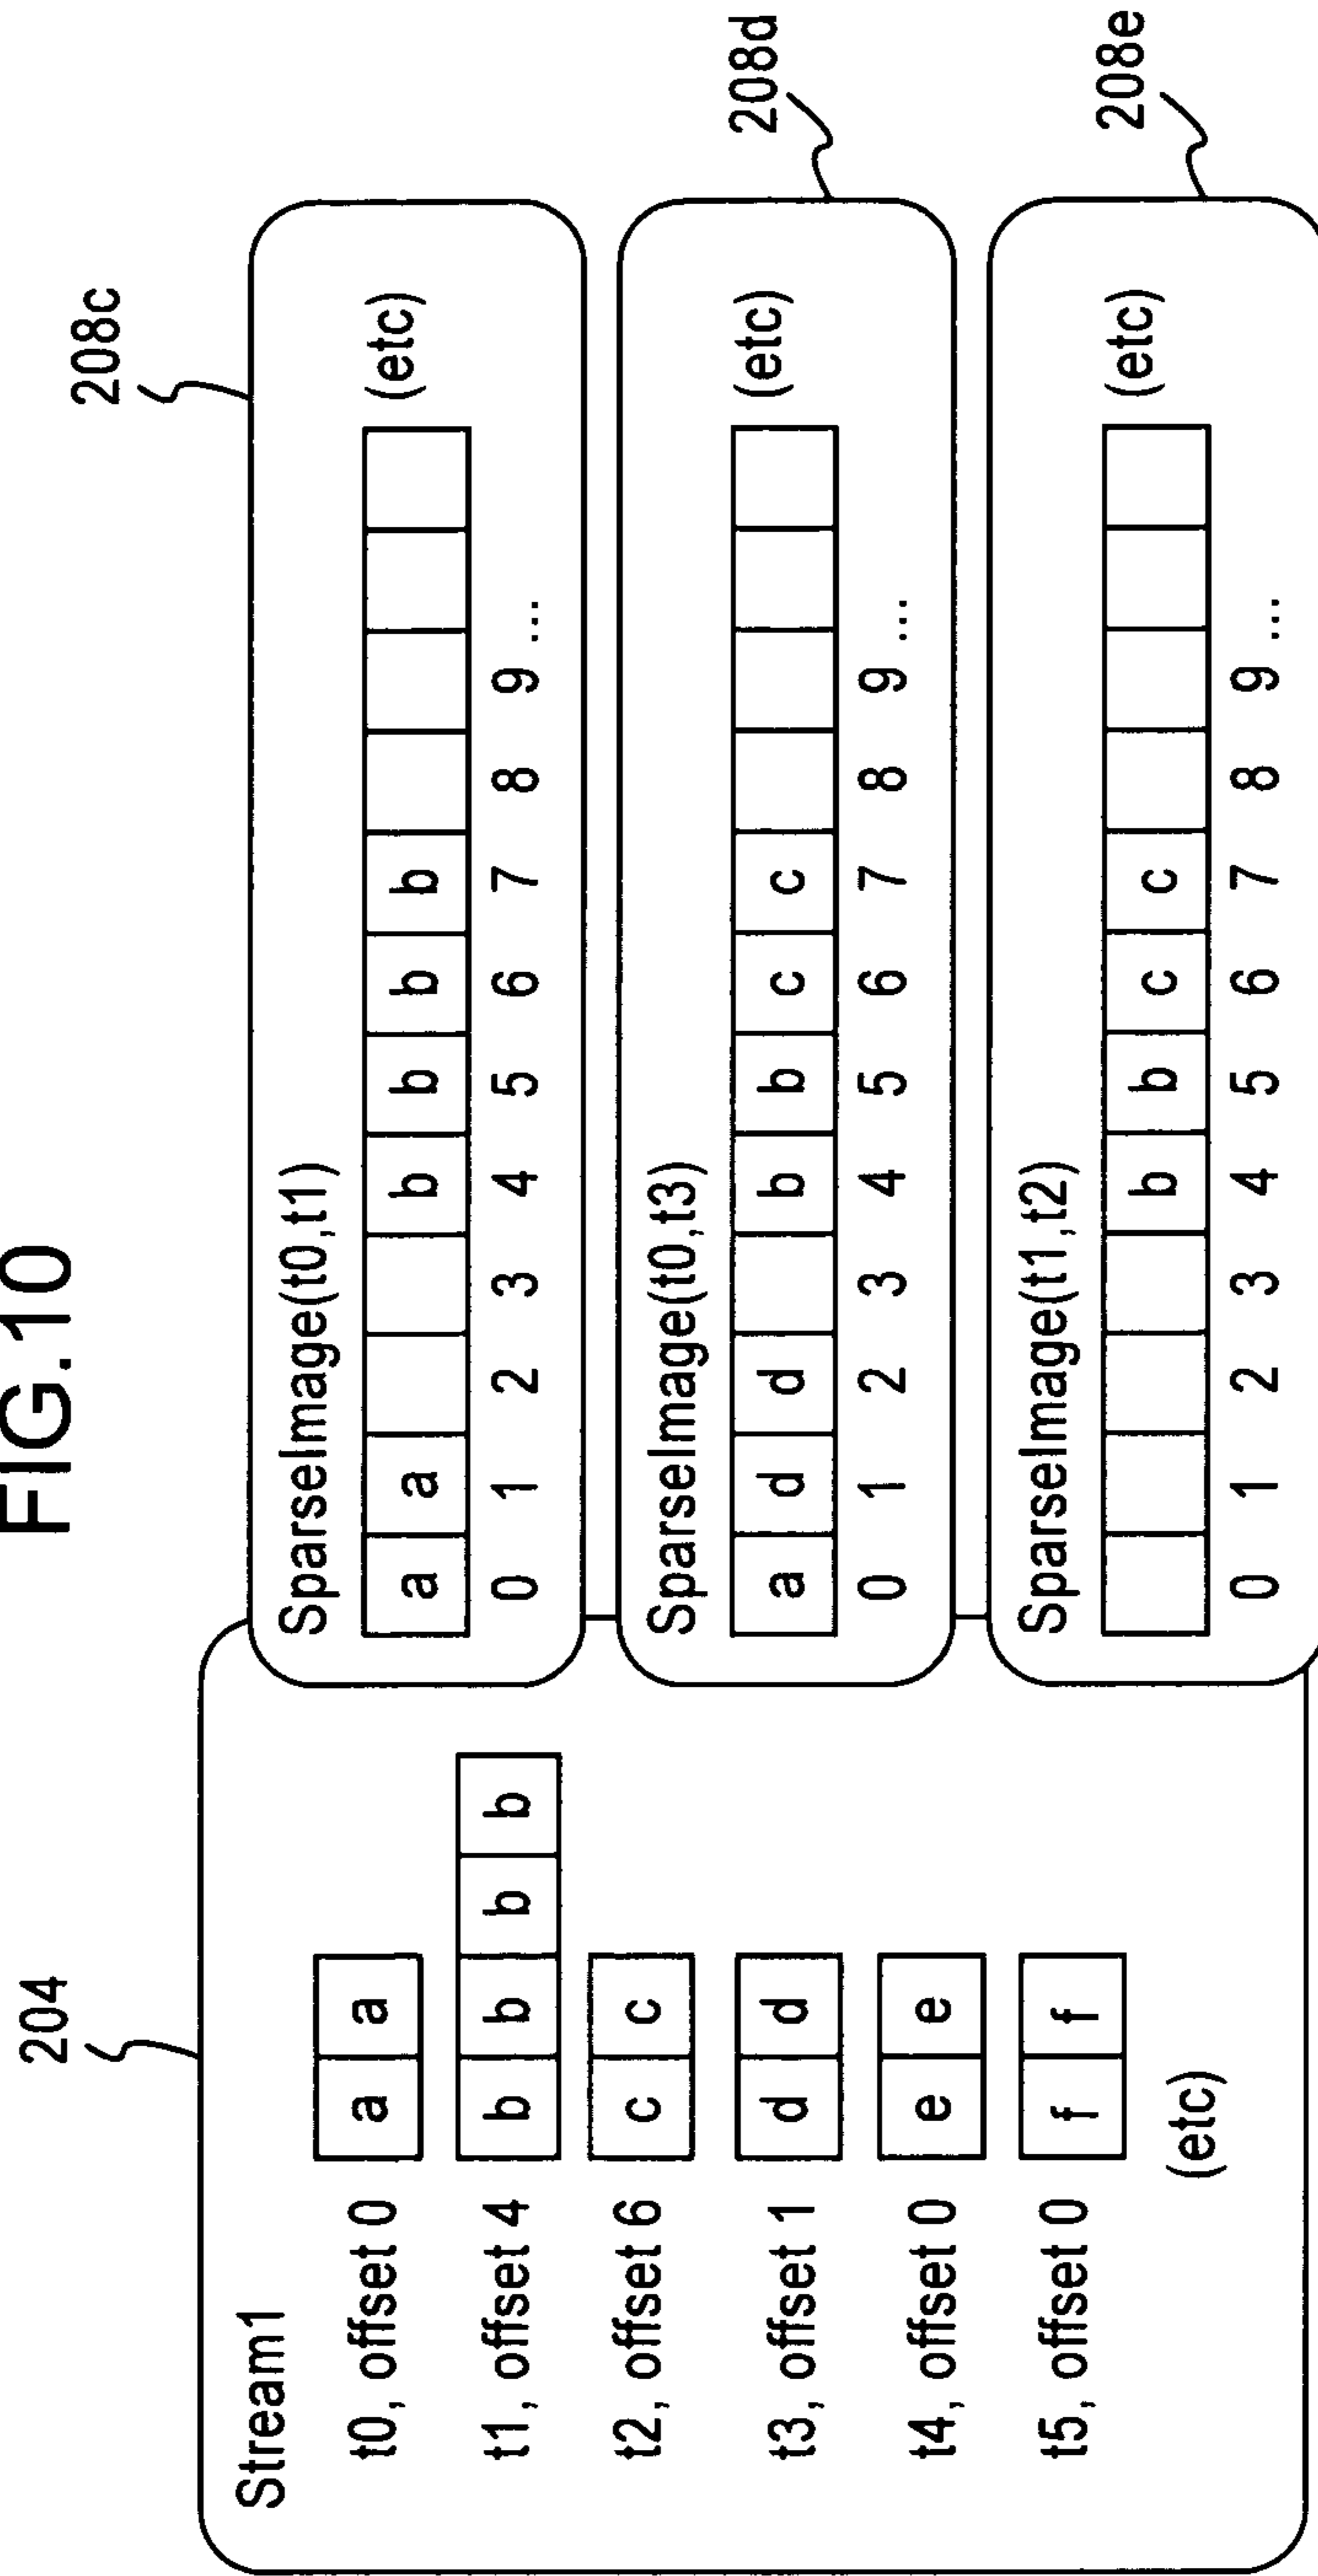 FIG.10
204
Stream1
t0, offset 0 a a
t1, offset 4 b b b b
t2, offset 6 c c
t3, offset 1 d d
t4, offset 0 e e
t5, offset 0 f f
(etc)
208c
SparseImage(t0,t1)
a a b b b b (etc)
0 1 2 3 4 5 6 7 8 9 ...
208d
SparseImage(t0,t3)
a d d b b c c (etc)
0 1 2 3 4 5 6 7 8 9 ...
208e
SparseImage(t1,t2)
b b c c (etc)
0 1 2 3 4 5 6 7 8 9 ...